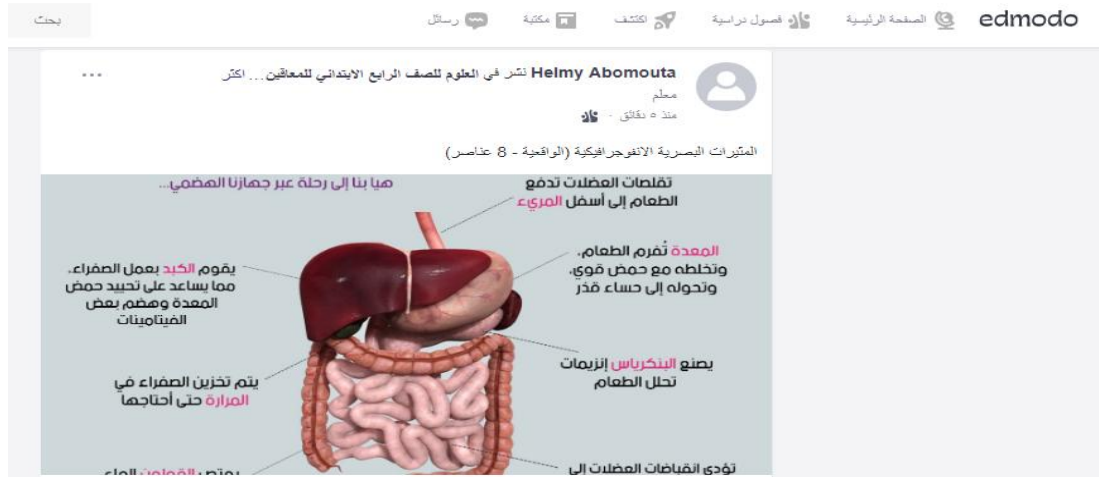 edmodo
الصفحة الرئيسية
فصول دراسية
اكتشف
مكتبة
رسائل
بحث
Helmy Abomouta نشر في العلوم للصف الرابع الابتدائي للمعاقين... اكثر
معلم
منذ ٥ دقائق
المثيرات البصرية الانفوجرافيكية (الواقعية - 8 عناصر)
هيا بنا إلى رحلة عبر جهازنا الهضمي...
تقلصات العضلات تدفع
الطعام إلى أسفل المريء
المعدة تُفرم الطعام.
وتخلطه مع حمض قوي.
وتحوله إلى حساء قذر
يقوم الكبد بعمل الصفراء.
مما يساعد على تحييد حمض
المعدة وهضم بعض
الفيتامينات
يصنع البنكرياس إنزيمات
تحلل الطعام
يتم تخزين الصفراء في
المرارة حتى أحتاجها
تؤدي انقباضات العضلات إلى
يمتص القولون الماء